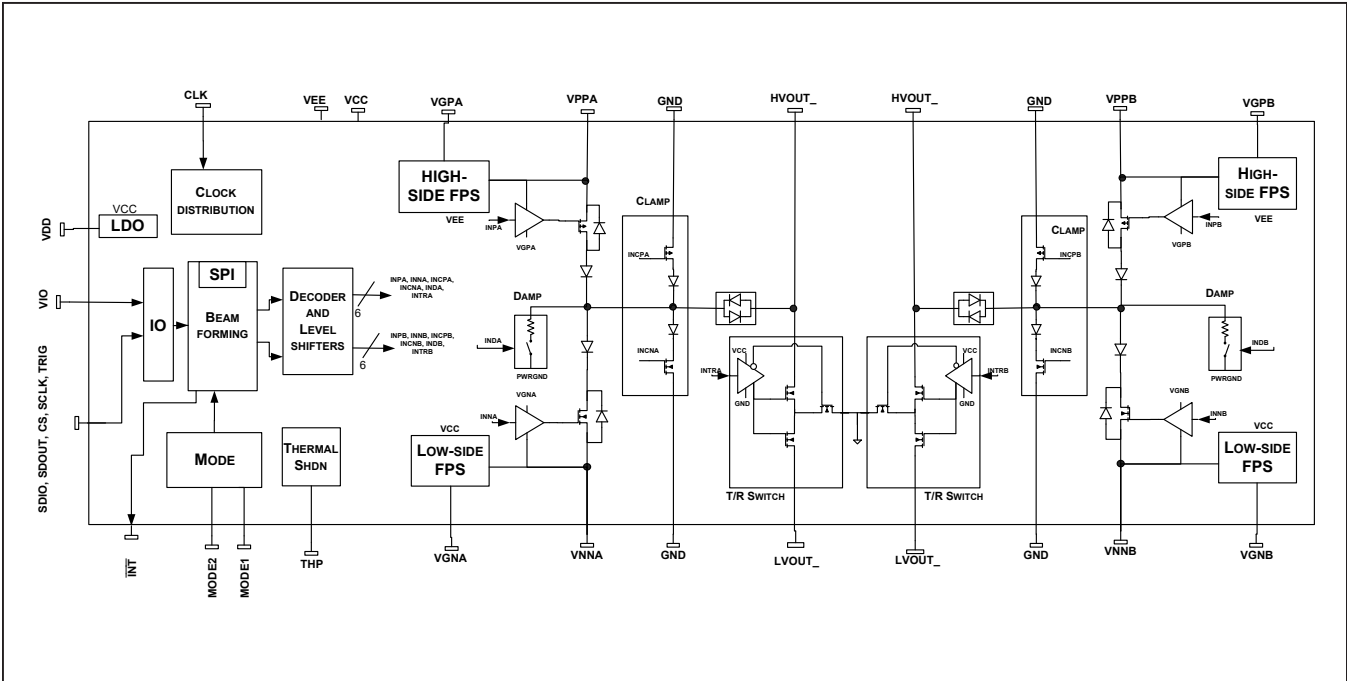 CLK
VEE
VCC
VGPA
VPPA
GND
HVOUT_
HVOUT_
GND
VPPB
VGPB
VDD
VIO
SDIO, SDOUT, CS, SCLK, TRIG
VCC
LDO
CLOCK
DISTRIBUTION
IO
SPI
BEAM
FORMING
DECODER
AND
LEVEL
SHIFTERS
6
INPA, INNA, INCPA,
INCNA, INDA,
INTRA
6
INPB, INNB, INCPB,
INCNB, INDB,
INTRB
MODE
THERMAL
SHDN
HIGH-
SIDE FPS
VEE
INPA
VGPA
DAMP
INDA
PWRGND
VGNA
INNA
VCC
LOW-SIDE
FPS
CLAMP
INCPA
INCNA
VCC
INTRA
GND
T/R SWITCH
VCC
INTRB
GND
T/R SWITCH
CLAMP
INCPB
INCNB
HIGH-
SIDE FPS
VEE
INPB
VGPB
DAMP
INDB
PWRGND
VGNB
INNB
VCC
LOW-SIDE
FPS
INT
MODE2
MODE1
THP
VGNA
VNNA
GND
LVOUT_
LVOUT_
GND
VNNB
VGNB